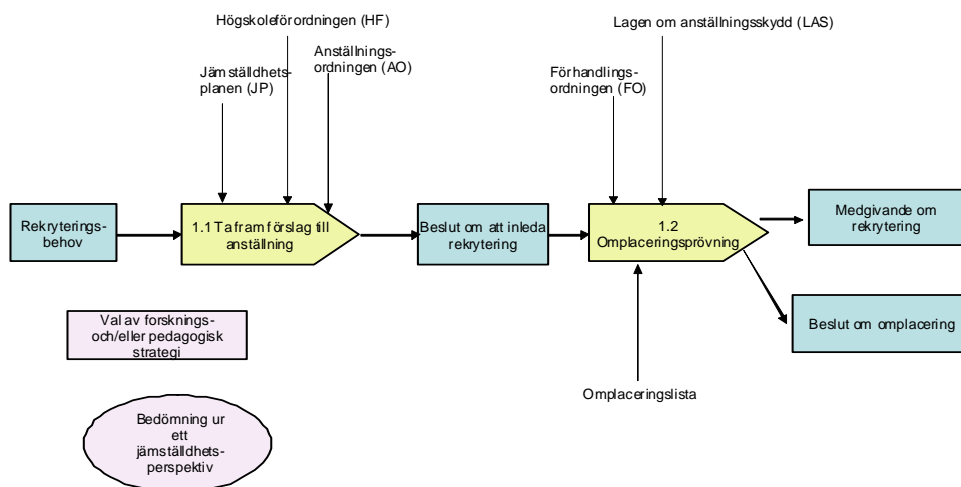 Högskoleförordningen (HF)
Anställnings-
ordningen (AO)
Jämställdhets-
planen (JP)
Lagen om anställningsskydd (LAS)
Förhandlings-
ordningen (FO)
Rekryterings-
behov
1.1 Ta fram förslag till
anställning
Beslut om att inleda
rekrytering
1.2
Omplaceringsprövning
Medgivande om
rekrytering
Beslut om omplacering
Val av forsknings-
och/eller pedagogisk
strategi
Omplaceringslista
Bedömning ur
ett
jämställdhets-
perspektiv